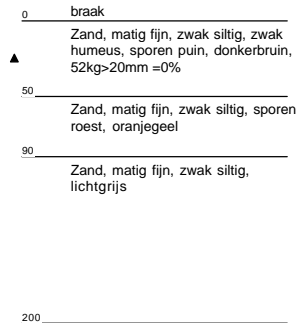 0 braak
Zand, matig fijn, zwak siltig, zwak
humeus, sporen puin, donkerbruin,
52kg>20mm =0%
50
Zand, matig fijn, zwak siltig, sporen
roest, oranjegeel
90
Zand, matig fijn, zwak siltig,
lichtgrijs
200